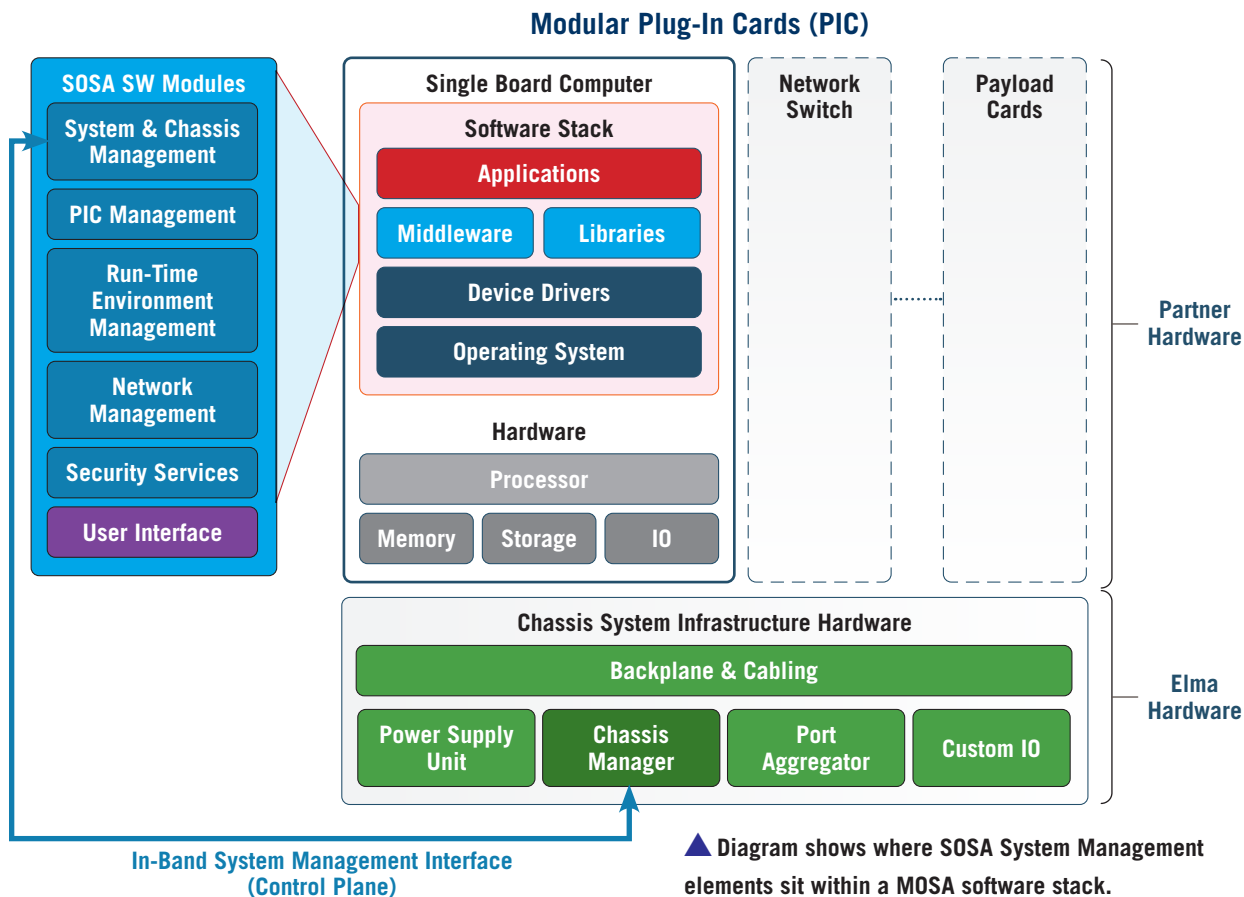 Modular Plug-In Cards (PIC)
SOSA SW Modules
System & Chassis
Management
PIC Management
Run-Time
Environment
Management
Network
Management
Security Services
User Interface
Single Board Computer
Software Stack
Applications
Middleware
Libraries
Device Drivers
Operating System
Hardware
Processor
Memory
Storage
IO
Network
Switch
Payload
Cards
Partner
Hardware
Chassis System Infrastructure Hardware
Backplane & Cabling
Power Supply
Unit
Chassis
Manager
Port
Aggregator
Custom IO
Elma
Hardware
In-Band System Management Interface
(Control Plane)
Diagram shows where SOSA System Management
elements sit within a MOSA software stack.